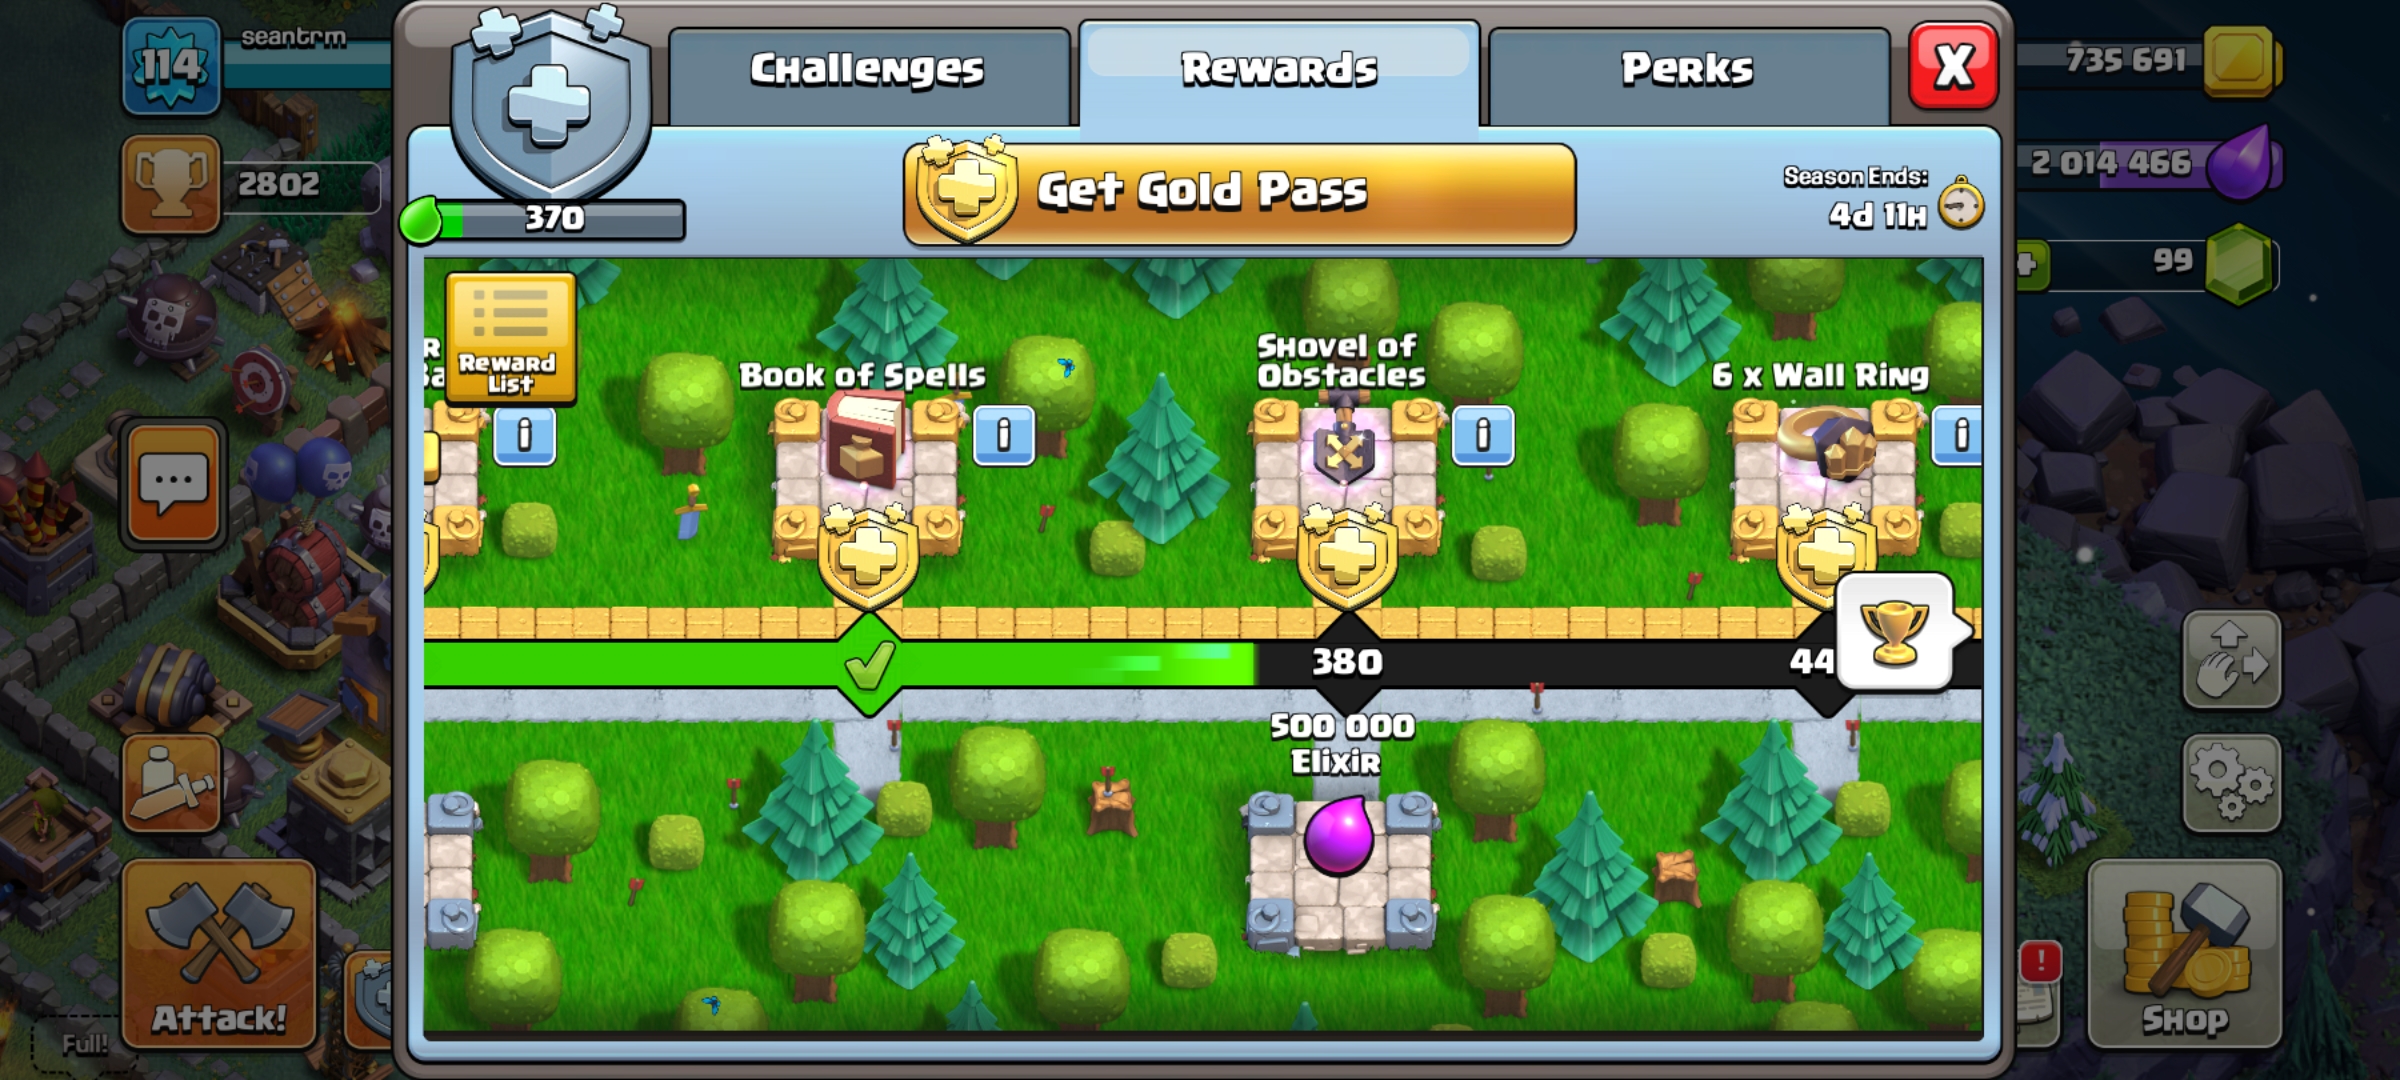 114
seantrm
Challenges
Rewards
Perks
X
735 691
2802
370
Get Gold Pass
Season Ends:
4d 11H
2 014 466
99
Reward
List
Book of Spells
i
i
Shovel of
Obstacles
i
6 x Wall Ring
i
380
44
500 000
Elixir
Attack!
Full!
!
Shop